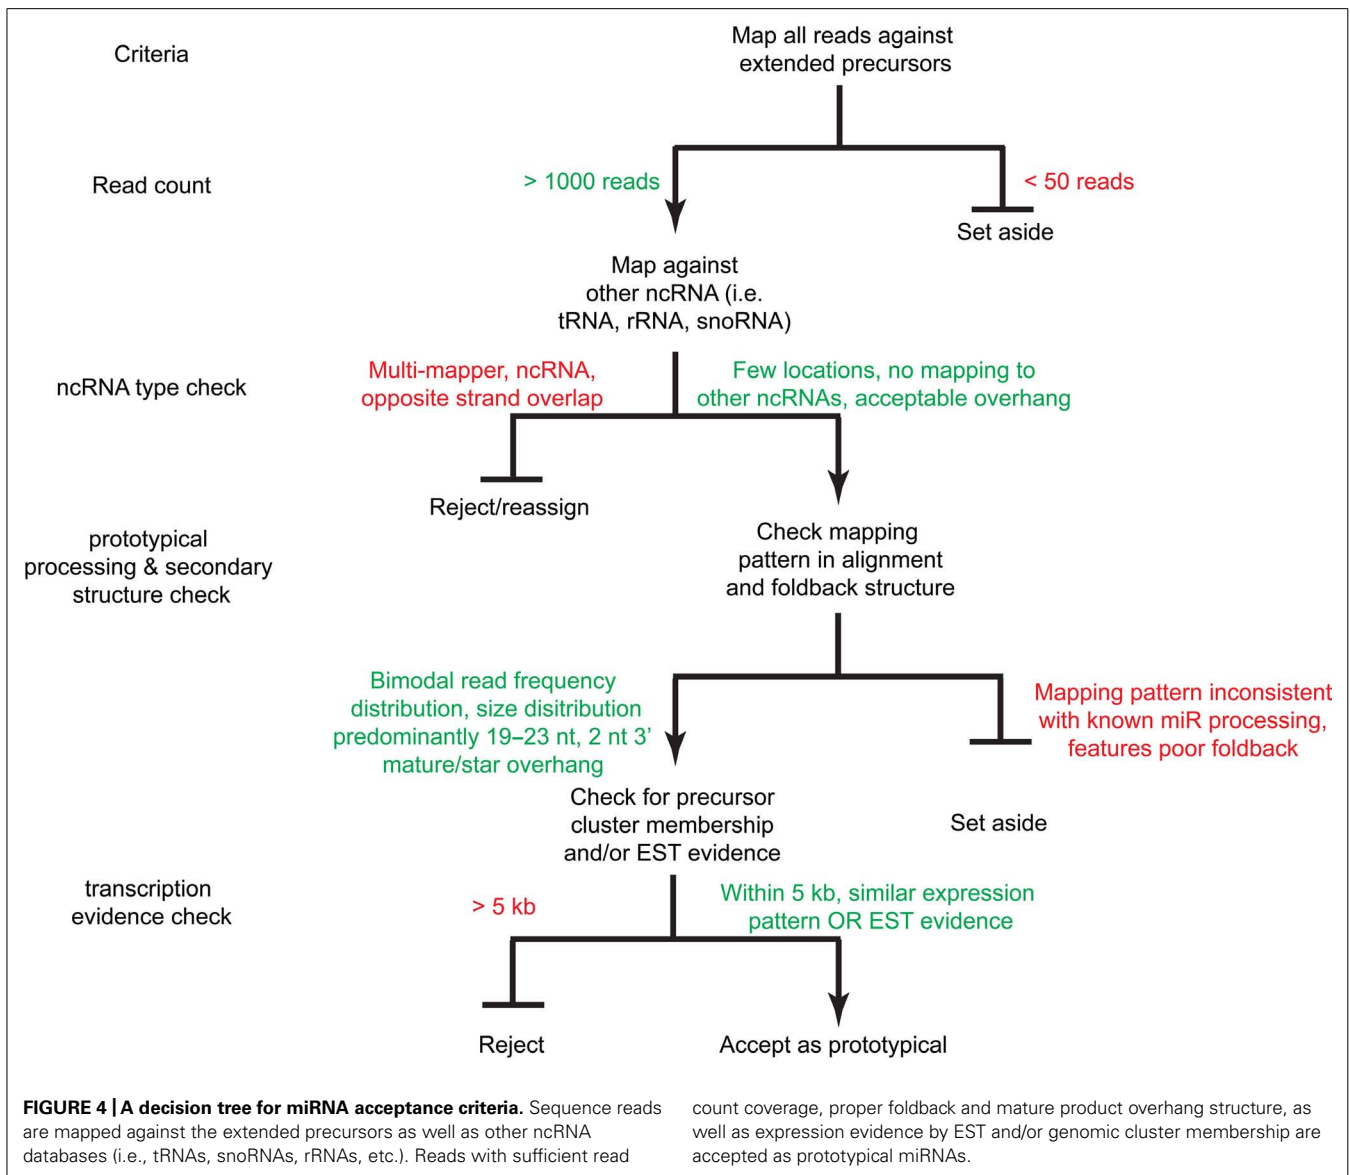 Criteria
Map all reads against
extended precursors
Read count
> 1000 reads
< 50 reads
Set aside
Map against
other ncRNA (i.e.
tRNA, rRNA, snoRNA)
ncRNA type check
Multi-mapper, ncRNA,
opposite strand overlap
Few locations, no mapping to
other ncRNAs, acceptable overhang
Reject/reassign
prototypical
processing & secondary
structure check
Check mapping
pattern in alignment
and foldback structure
Bimodal read frequency
distribution, size disitribution
predominantly 19–23 nt, 2 nt 3’
mature/star overhang
Mapping pattern inconsistent
with known miR processing,
features poor foldback
Check for precursor
cluster membership
and/or EST evidence
Set aside
transcription
evidence check
> 5 kb
Within 5 kb, similar expression
pattern OR EST evidence
Reject
Accept as prototypical
FIGURE 4 | A decision tree for miRNA acceptance criteria. Sequence reads
are mapped against the extended precursors as well as other ncRNA
databases (i.e., tRNAs, snoRNAs, rRNAs, etc.). Reads with sufficient read
count coverage, proper foldback and mature product overhang structure, as
well as expression evidence by EST and/or genomic cluster membership are
accepted as prototypical miRNAs.